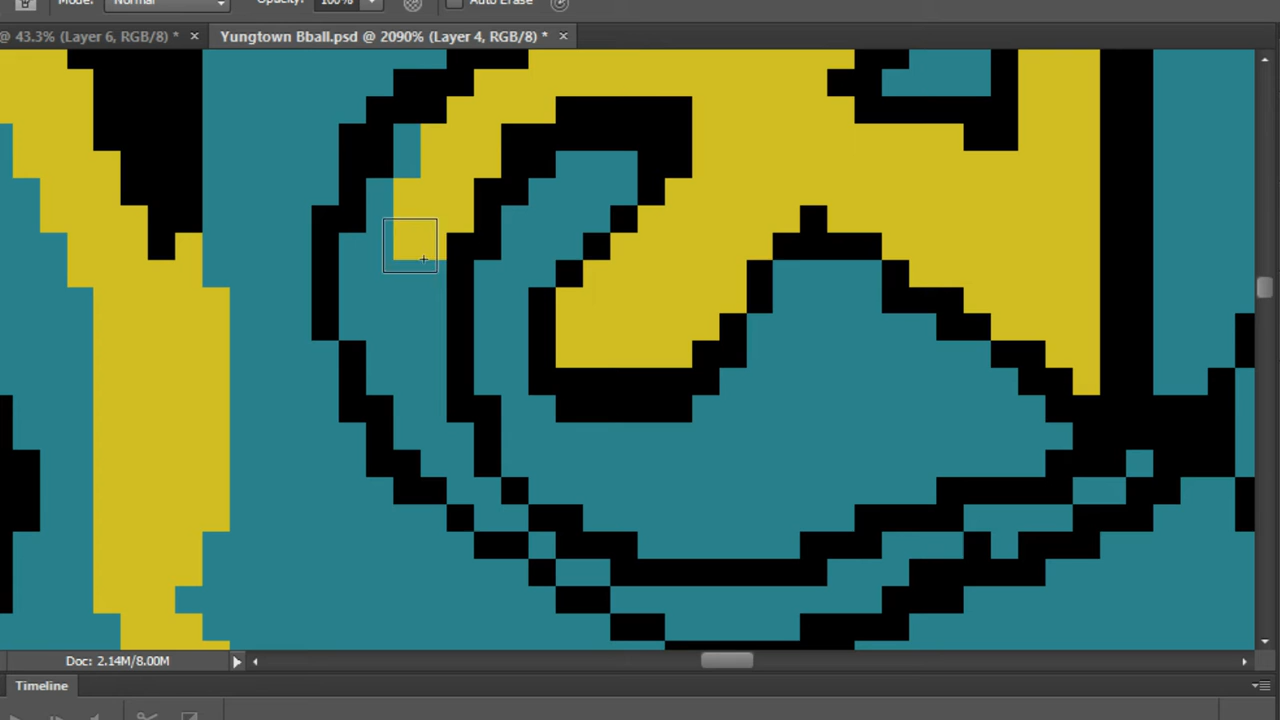 Mode: Normal Opacity: 100% Auto Erase
@ 43.3% (Layer 6, RGB/8) * × Yungtown Bball.psd @ 2090% (Layer 4, RGB/8) * ×
Doc: 2.14M/8.00M
Timeline